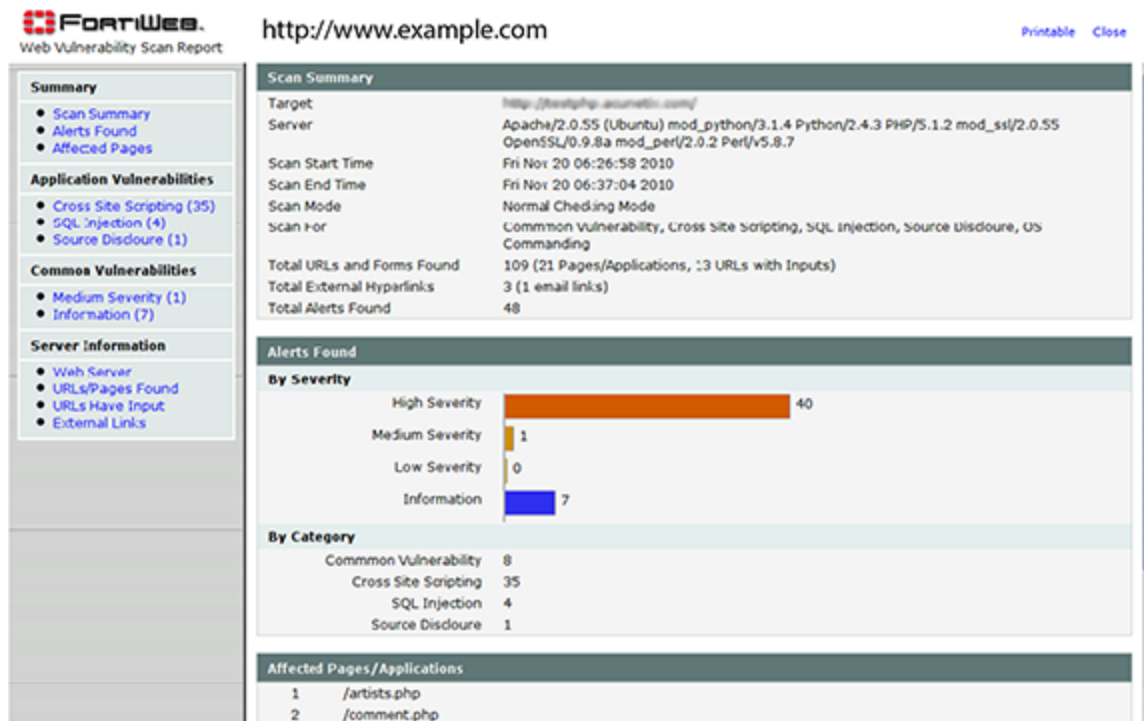 FORTIWEB.
Web Vulnerability Scan Report
http://www.example.com
Printable Close
Summary
Scan Summary
Alerts Found
Affected Pages
Application Vulnerabilities
Cross Site Scripting (35)
SQL Injection (4)
Source Discloure (1)
Common Vulnerabilities
Medium Severity (1)
Information (7)
Server Information
Web Server
URLs/Pages Found
URLs Have Input
External Links
Scan Summary
Target http://testphp.acunetix.com/
Server Apache/2.0.55 (Ubuntu) mod_python/3.1.4 Python/2.4.3 PHP/5.1.2 mod_ssl/2.0.55
OpenSSL/0.9.8a mod_perl/2.0.2 Perl/v5.8.7
Scan Start Time Fri Nov 20 06:26:58 2010
Scan End Time Fri Nov 20 06:37:04 2010
Scan Mode Normal Checking Mode
Scan For Commmon Vulnerability, Cross Site Scripting, SQL Injection, Source Discloure, OS
Commanding
Total URLs and Forms Found 109 (21 Pages/Applications, 13 URLs with Inputs)
Total External Hyperlinks 3 (1 email links)
Total Alerts Found 48
Alerts Found
By Severity
High Severity 40
Medium Severity 1
Low Severity 0
Information 7
By Category
Commmon Vulnerability 8
Cross Site Scripting 35
SQL Injection 4
Source Discloure 1
Affected Pages/Applications
1 /artists.php
2 /comment.php